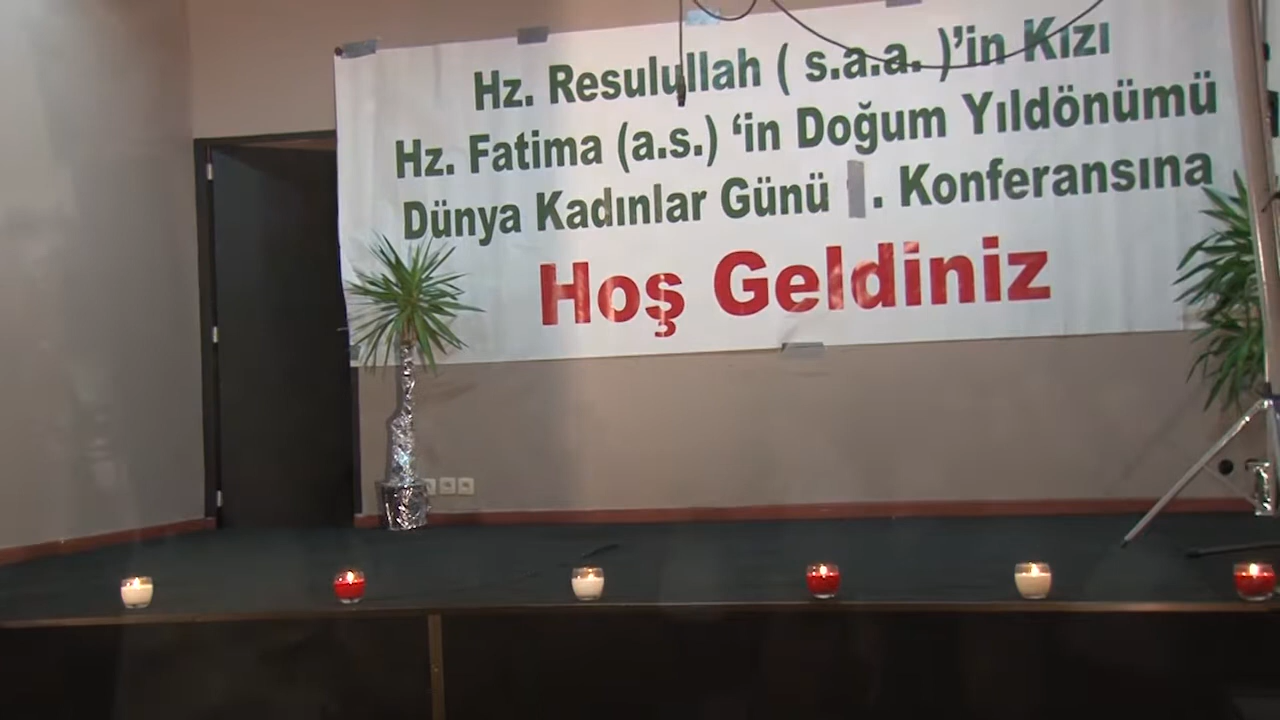 Hz. Resulullah ( s.a.a. )'in Kızı
Hz. Fatima (a.s.) ‘in Doğum Yıldönümü
Dünya Kadınlar Günü . Konferansına
Hoş Geldiniz